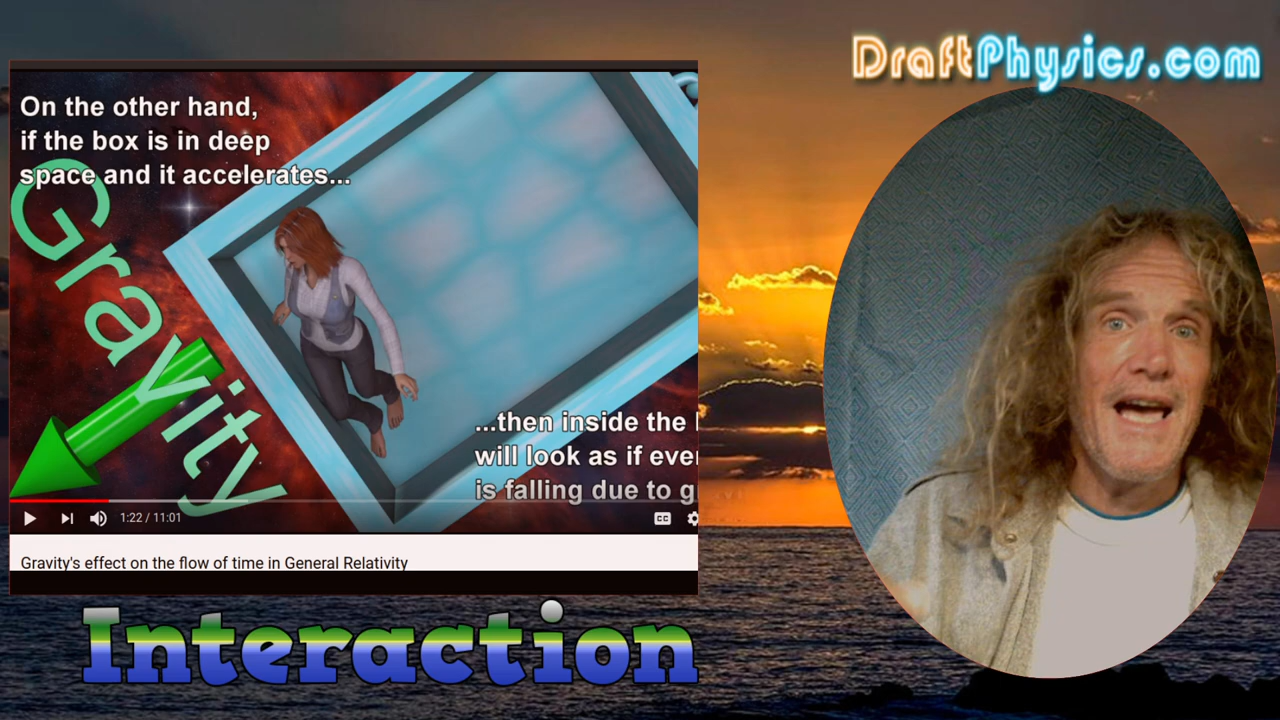 DraftPhysics.com
On the other hand,
if the box is in deep
space and it accelerates...
Gravity
...then inside the
will look as if
is falling due to
1:22 / 11:01
CC
Gravity's effect on the flow of time in General Relativity
Interaction